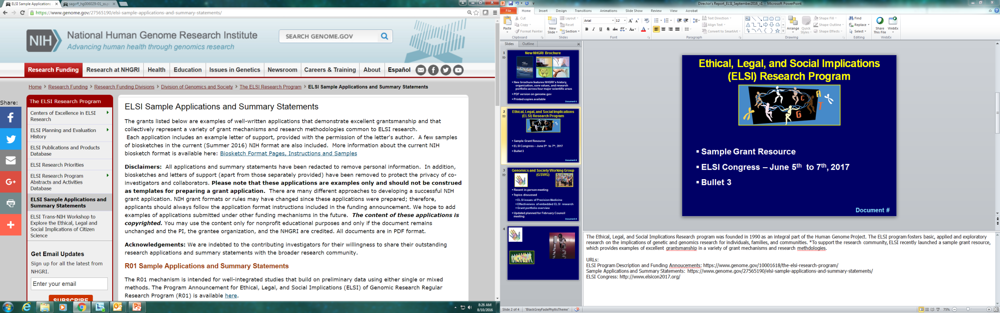 ELSI Sample Applications
sagoff_hg006029-01_ss.p
https://www.genome.gov/27565190/elsi-sample-applications-and-summary-statements/
NIH
National Human Genome Research Institute
Advancing human health through genomics research
SEARCH GENOME.GOV
Research Funding
Research at NHGRI
Health
Education
Issues in Genetics
Newsroom
Careers & Training
About
Español
Home > Research Funding > Research Funding Divisions > Division of Genomics and Society > The ELSI Research Program > ELSI Sample Applications and Summary Statements
Share:
The ELSI Research Program
Centers of Excellence in ELSI
Research
ELSI Planning and Evaluation
History
ELSI Publications and Products
Database
ELSI Research Priorities
ELSI Research Program
Abstracts and Activities
Database
ELSI Sample Applications and
Summary Statements
ELSI Trans-NIH Workshop to
Explore the Ethical, Legal and
Social Implications of Citizen
Science
Get Email Updates
Sign up for all the latest from
NHGRI.
Enter your email
SUBSCRIBE
ELSI Sample Applications and Summary Statements
The grants listed below are examples of well-written applications that demonstrate excellent grantsmanship and that
collectively represent a variety of grant mechanisms and research methodologies common to ELSI research.
Each application includes an example letter of support, provided with the permission of the letter's author.  A few samples
of biosketches in the current (Summer 2016) NIH format are also included.  More information about the current NIH
biosketch format is available here: Biosketch Format Pages, Instructions and Samples
Disclaimers:  All applications and summary statements have been redacted to remove personal information.  In addition,
biosketches and letters of support (apart from those separately provided) have been removed to protect the privacy of co-
investigators and collaborators. Please note that these applications are examples only and should not be construed
as templates for preparing a grant application.  There are many different approaches to developing a successful NIH
grant application. NIH grant formats or rules may have changed since these applications were prepared; therefore,
applicants should always follow the application format instructions included in the funding announcement. We hope to add
examples of applications submitted under other funding mechanisms in the future.  The content of these applications is
copyrighted. You may use the content only for nonprofit educational purposes and only if the document remains
unchanged and the PI, the grantee organization, and the NHGRI are credited. All documents are in PDF format.
Acknowledgements: We are indebted to the contributing investigators for their willingness to share their outstanding
research applications and summary statements with the broader research community.
R01 Sample Applications and Summary Statements
The R01 mechanism is intended for well-integrated studies that build on preliminary data using either single or mixed
methods. The Program Announcement for Ethical, Legal, and Social Implications (ELSI) of Genomic Research Regular
Research Program (R01) is available here.
8:26 AM
8/10/2016
Director's Report_ELSI_September2016_v1 - Microsoft PowerPoint
File
Home
Insert
Design
Transitions
Animations
Slide Show
Review
View
Acrobat
Paste
Cut
Copy
Format Painter
Clipboard
New
Slide
Layout
Reset
Section
Slides
Arial
12
Font
Text Direction
Align Text
Convert to SmartArt
Paragraph
Arrange
Quick
Styles
Shape Fill
Shape Outline
Shape Effects
Drawing
Find
Replace
Select
Editing
Share
This File
WebEx
WebEx
Slides
Outline
1
New NHGRI Brochure
▪ New brochure features NHGRI's history,
organization, core values, and research
portfolio across four major scientific areas
▪ PDF version on genome.gov
▪ Printed copies available
Document 6
2
Ethical, Legal, and Social Implications
(ELSI) Research Program
▪ Sample Grant Resource
▪ ELSI Congress – June 5th to 7th, 2017
▪ Bullet 3
Document #
3
Genomics and Society Working Group
(GSWG)
▪ Recent in-person meeting
▪ Topics discussed
▪ ELSI issues of Precision Medicine
▪ Effectiveness of embedded ELSI research
▪ Grant portfolio overview
▪ Updated planned for February Council
meeting
Document #
4
Ethical, Legal, and Social Implications
(ELSI) Research Program
A
C
T
G
▪ Sample Grant Resource
▪ ELSI Congress – June 5th to 7th, 2017
▪ Bullet 3
Document #
The Ethical, Legal, and Social Implications Research program was founded in 1990 as an integral part of the Human Genome Project. The ELSI program fosters basic, applied and exploratory
research on the implications of genetic and genomics research for individuals, families, and communities. *To support the research community, ELSI recently launched a sample grant resource,
which provides examples of excellent grantsmanship in a variety of grant mechanisms and research methdologies.
URLs:
ELSI Program Description and Funding Annoucements: https://www.genome.gov/10001618/the-elsi-research-program/
Sample Applications and Summary Statements: https://www.genome.gov/27565190/elsi-sample-applications-and-summary-statements/
ELSI Congress: http://www.elsicon2017.org/
Slide 2 of 4
"BlackGreyFadePhyllisTheme"
75%